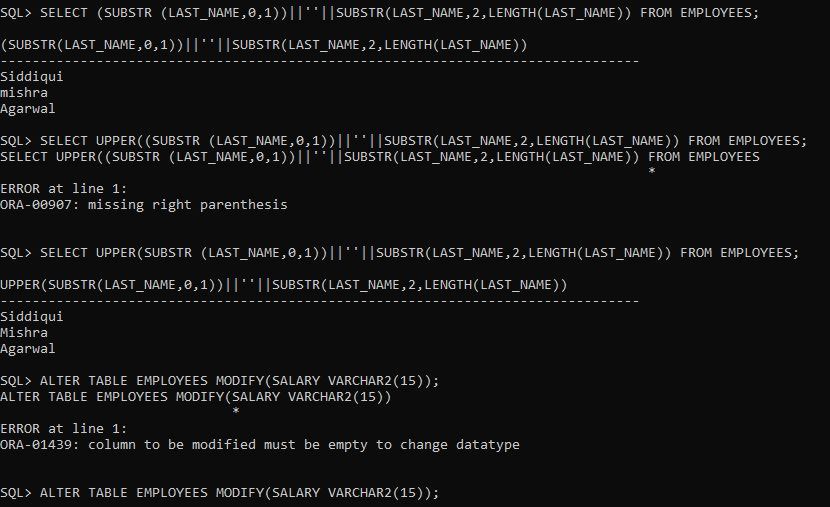 SQL> SELECT (SUBSTR (LAST_NAME,0,1))||''||SUBSTR(LAST_NAME,2,LENGTH(LAST_NAME)) FROM EMPLOYEES;
(SUBSTR(LAST_NAME,0,1))||''||SUBSTR(LAST_NAME,2,LENGTH(LAST_NAME))
--------------------------------------------------------------------------------
Siddiqui
mishra
Agarwal
SQL> SELECT UPPER((SUBSTR (LAST_NAME,0,1))||''||SUBSTR(LAST_NAME,2,LENGTH(LAST_NAME)) FROM EMPLOYEES;
SELECT UPPER((SUBSTR (LAST_NAME,0,1))||''||SUBSTR(LAST_NAME,2,LENGTH(LAST_NAME)) FROM EMPLOYEES
*
ERROR at line 1:
ORA-00907: missing right parenthesis
SQL> SELECT UPPER(SUBSTR (LAST_NAME,0,1))||''||SUBSTR(LAST_NAME,2,LENGTH(LAST_NAME)) FROM EMPLOYEES;
UPPER(SUBSTR(LAST_NAME,0,1))||''||SUBSTR(LAST_NAME,2,LENGTH(LAST_NAME))
--------------------------------------------------------------------------------
Siddiqui
Mishra
Agarwal
SQL> ALTER TABLE EMPLOYEES MODIFY(SALARY VARCHAR2(15));
ALTER TABLE EMPLOYEES MODIFY(SALARY VARCHAR2(15))
*
ERROR at line 1:
ORA-01439: column to be modified must be empty to change datatype
SQL> ALTER TABLE EMPLOYEES MODIFY(SALARY VARCHAR2(15));